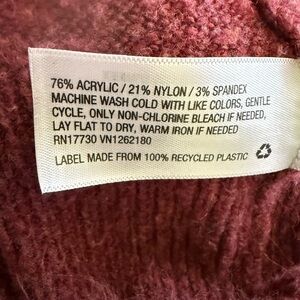 76% ACRYLIC / 21% NYLON / 3% SPANDEX
MACHINE WASH COLD WITH LIKE COLORS, GENTLE
CYCLE, ONLY NON-CHLORINE BLEACH IF NEEDED,
LAY FLAT TO DRY, WARM IRON IF NEEDED
RN17730 VN1262180
LABEL MADE FROM 100% RECYCLED PLASTIC